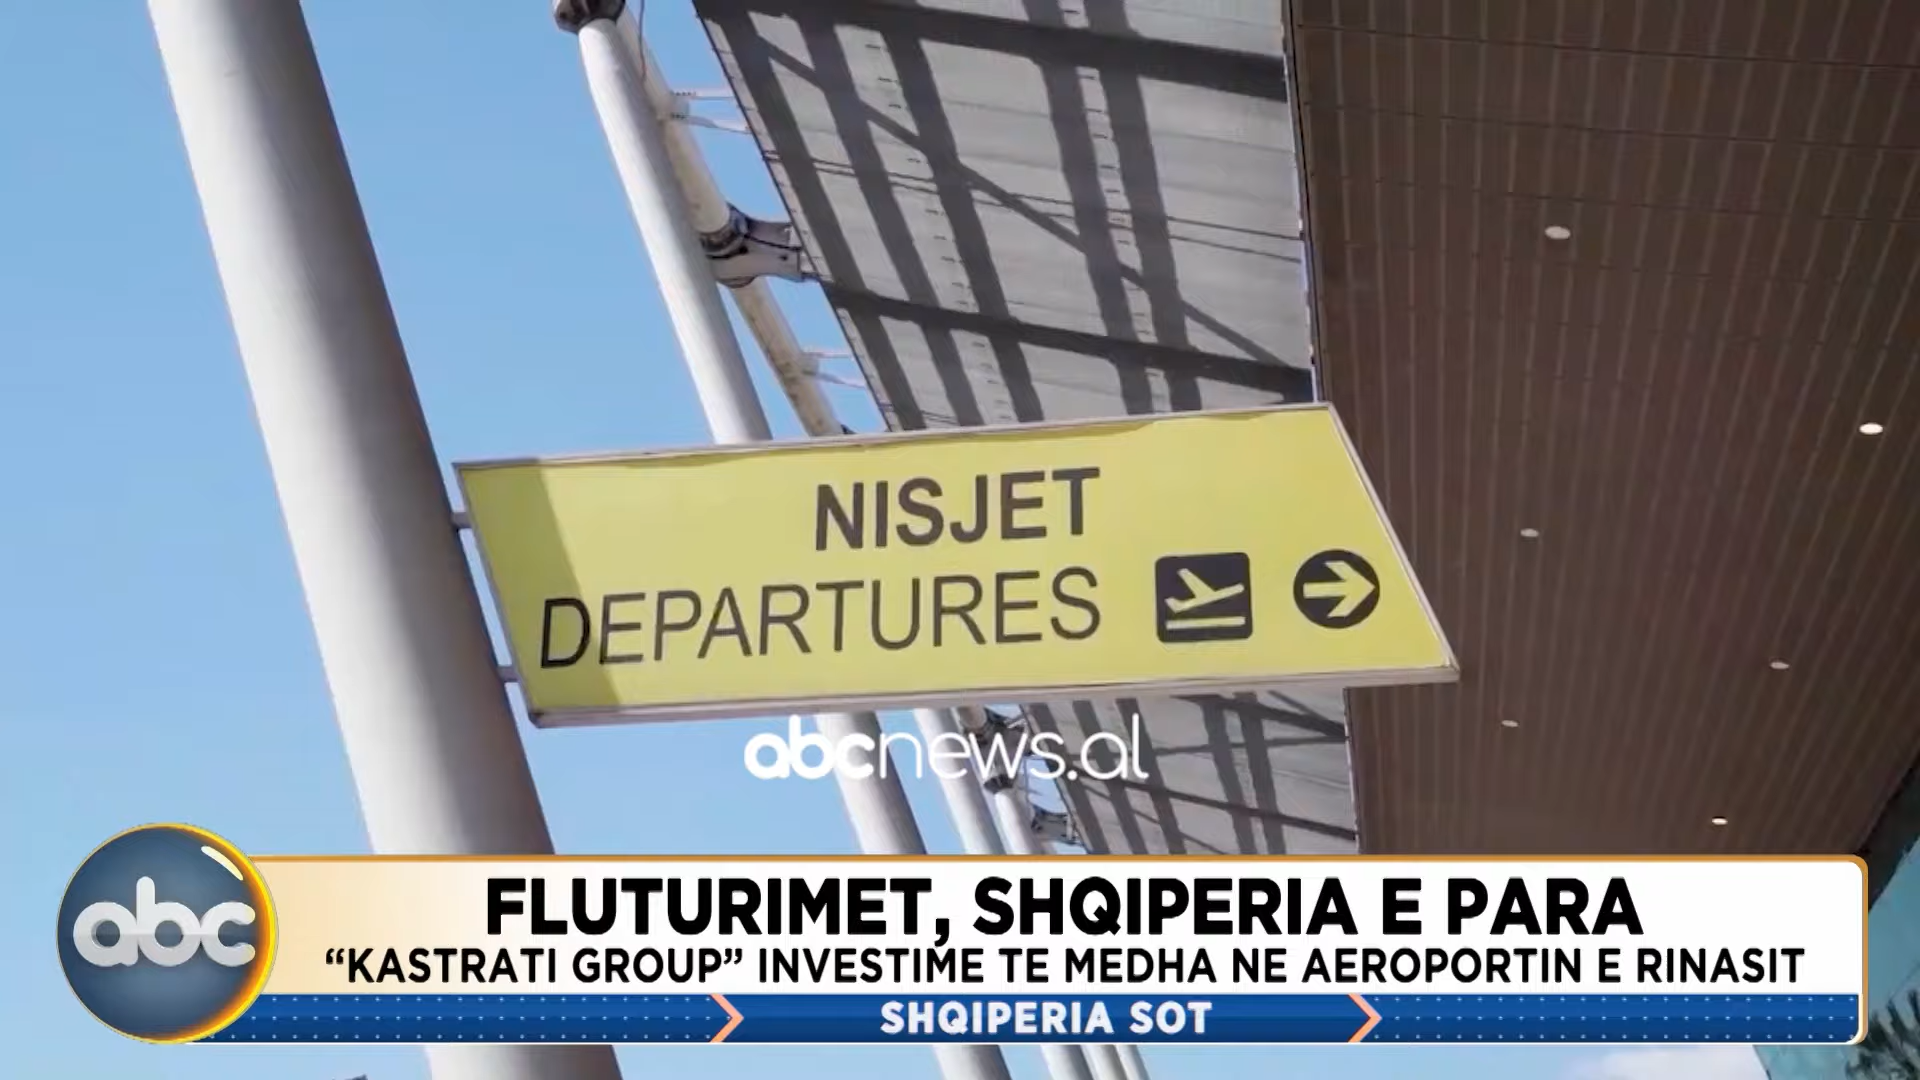 NISJET
DEPARTURES
abcnews.al
abc
FLUTURIMET, SHQIPERIA E PARA
“KASTRATI GROUP” INVESTIME TE MEDHA NE AEROPORTIN E RINASIT
SHQIPERIA SOT